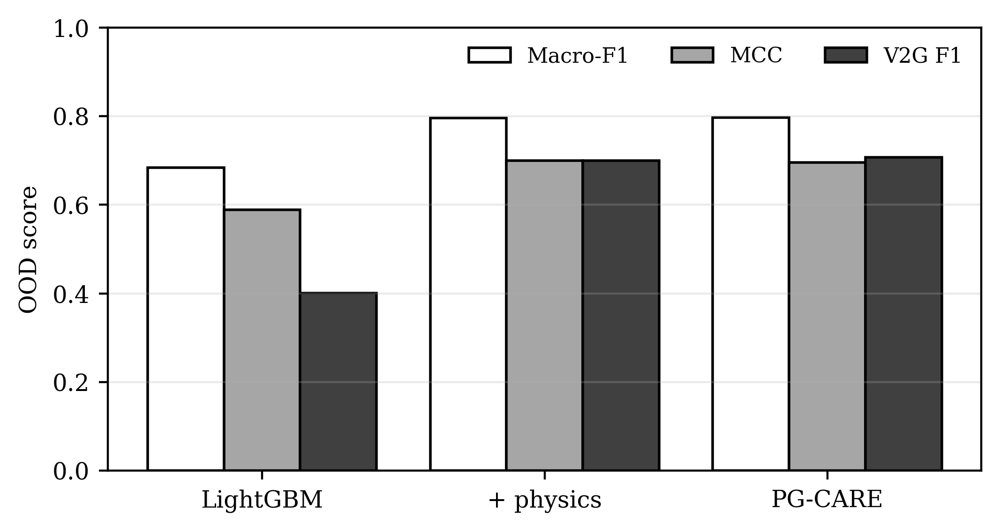 1.0
Macro-F1 MCC V2G F1
0.8
0.6
0.4
0.2
0.0
OOD score
LightGBM + physics PG-CARE